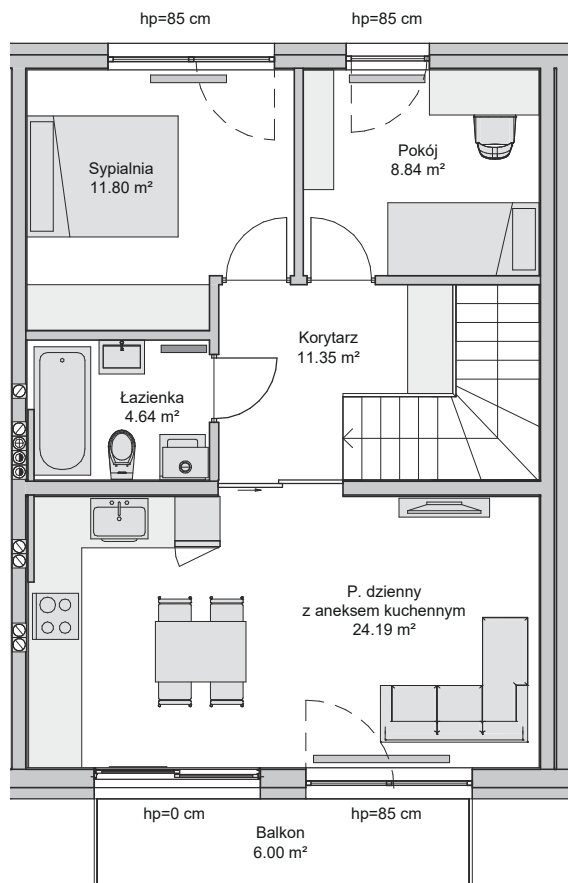 hp=85 cm
hp=85 cm
Sypialnia
11.80 m²
Pokój
8.84 m²
Korytarz
11.35 m²
Łazienka
4.64 m²
P. dzienny
z aneksem kuchennym
24.19 m²
hp=0 cm
hp=85 cm
Balkon
6.00 m²